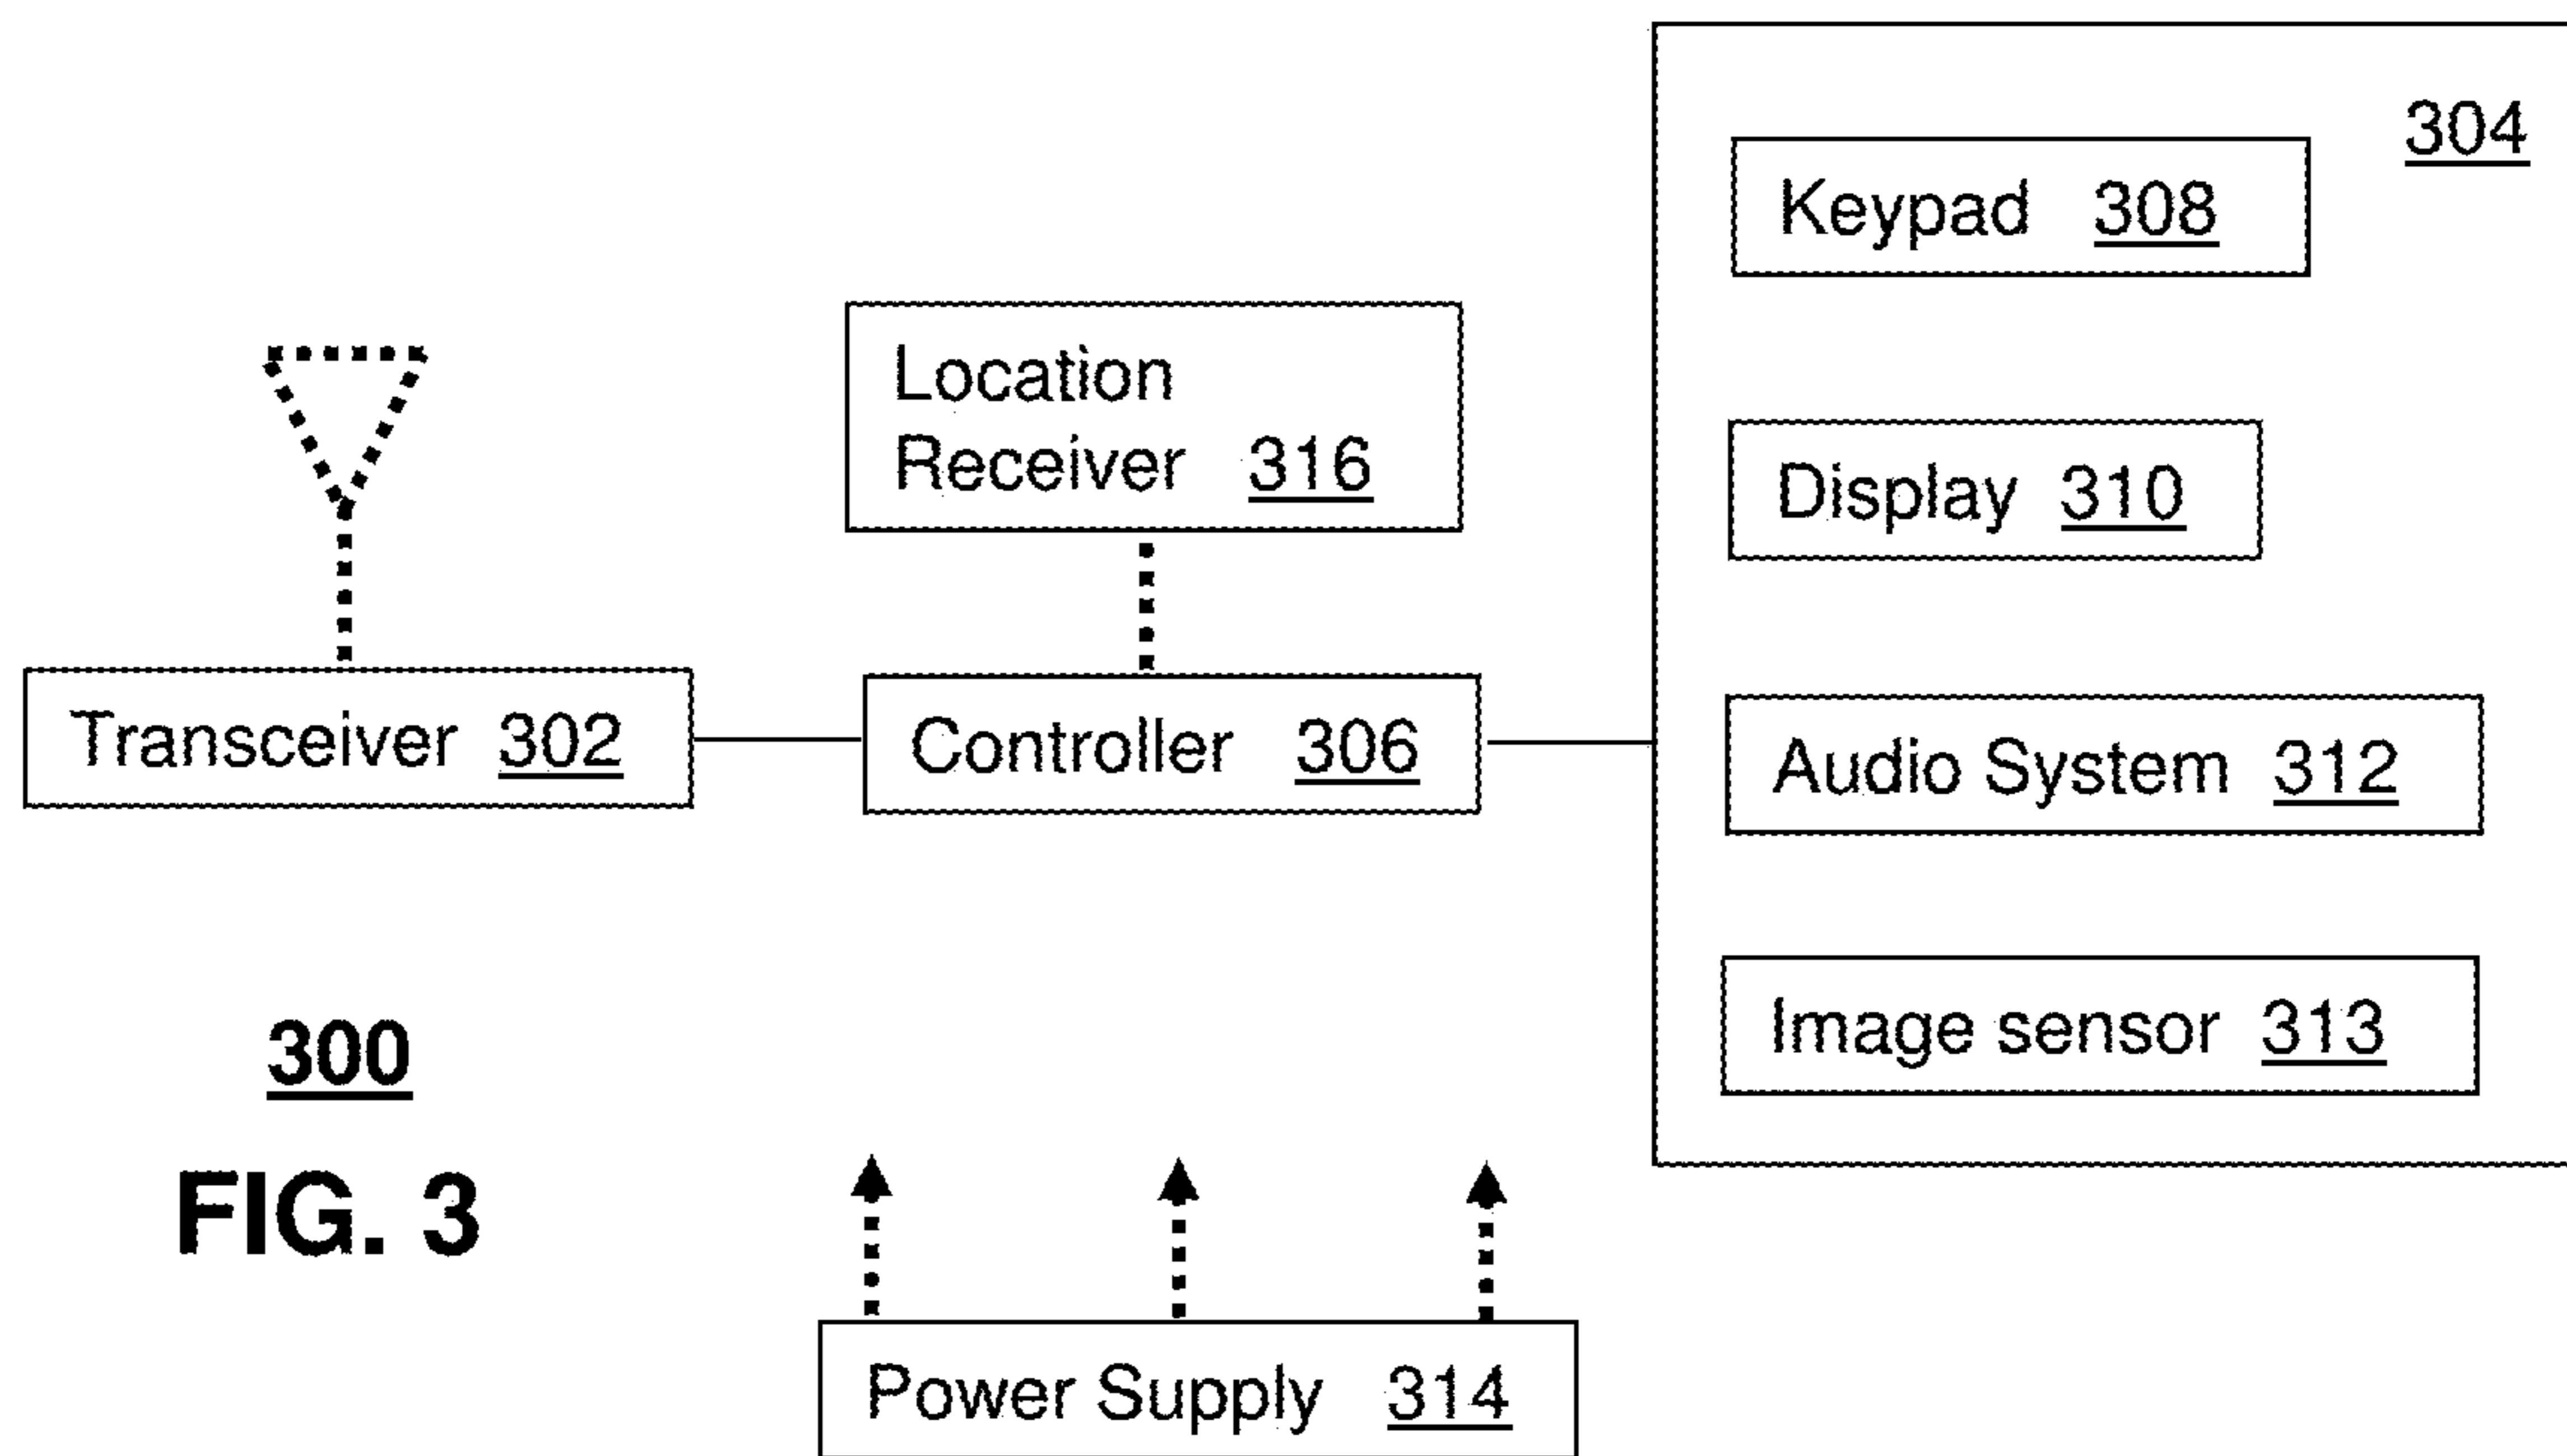 304
Keypad 308
Location
Receiver 316
Display 310
Transceiver 302
Controller 306
Audio System 312
Image sensor 313
300
FIG. 3
Power Supply 314